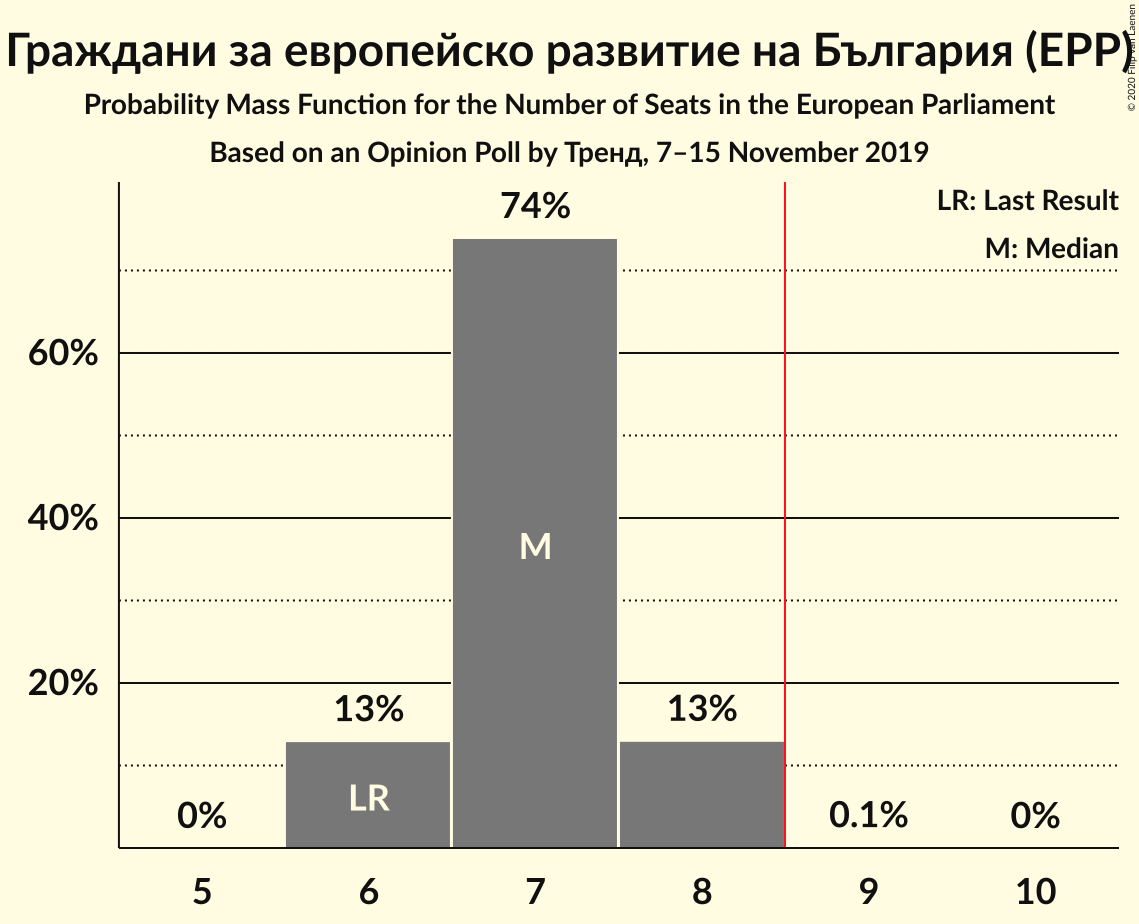 Граждани за европейско развитие на България (EPP)
© 2020 Filip van Laenen
Probability Mass Function for the Number of Seats in the European Parliament
Based on an Opinion Poll by Тренд, 7–15 November 2019
LR: Last Result
M: Median
74%
60%
40%
M
20%
13%
13%
LR
0%
0.1%
0%
5
6
7
8
9
10